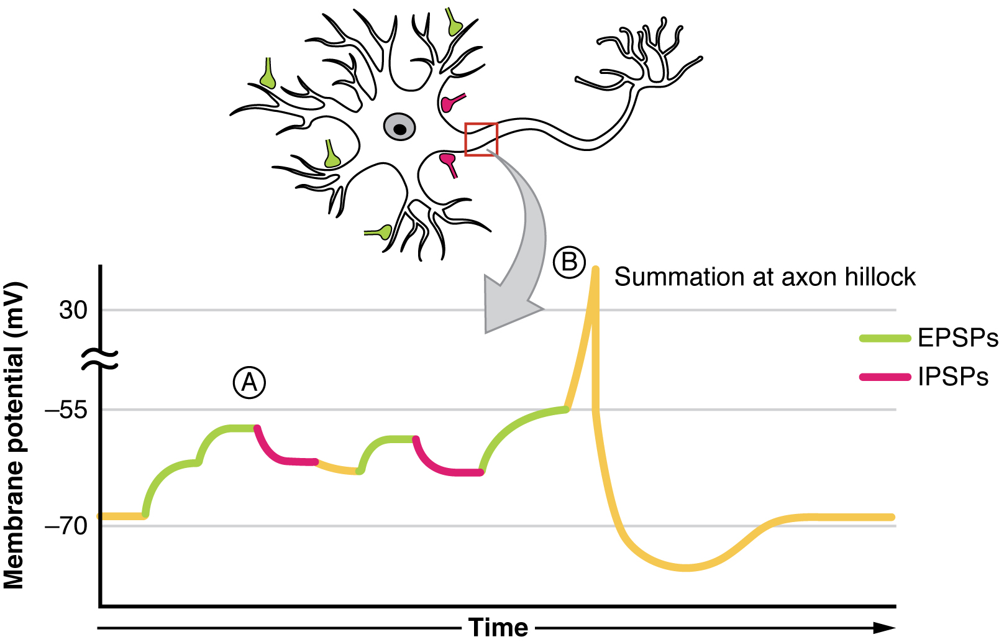 B
Summation at axon hillock
30
EPSPs
IPSPs
A
–55
–70
Membrane potential (mV)
Time